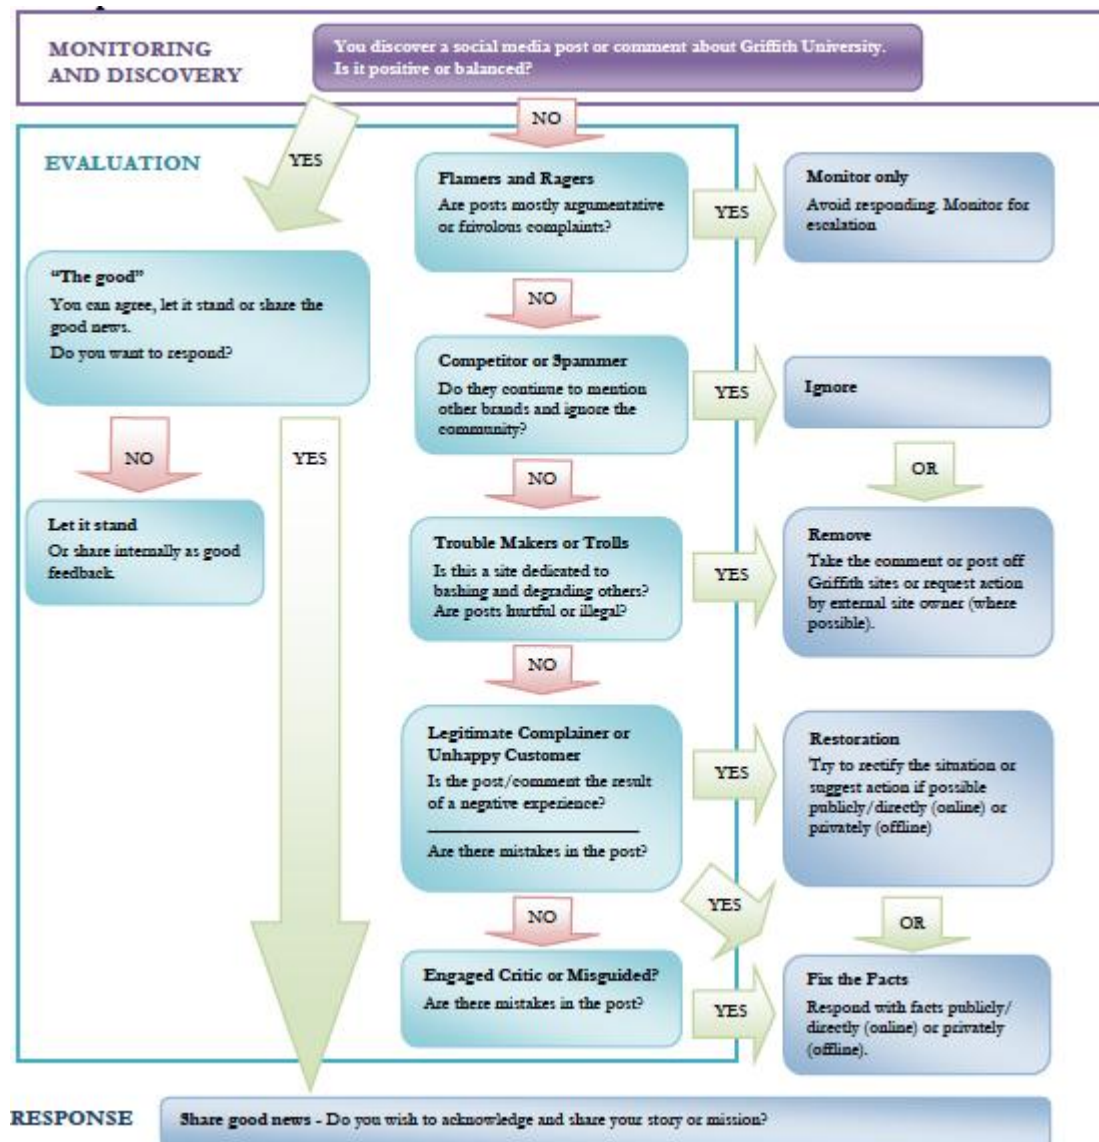 MONITORING
AND DISCOVERY
You discover a social media post or comment about Griffith University.
Is it positive or balanced?
NO
YES
EVALUATION
Flamers and Ragers
Are posts mostly argumentative
or frivolous complaints?
YES
Monitor only
Avoid responding. Monitor for
escalation
"The good"
You can agree, let it stand or share the
good news.
Do you want to respond?
NO
Competitor or Spammer
Do they continue to mention
other brands and ignore the
community?
YES
Ignore
NO
YES
OR
NO
Let it stand
Or share internally as good
feedback.
Trouble Makers or Trolls
Is this a site dedicated to
bashing and degrading others?
Are posts hurtful or illegal?
YES
Remove
Take the comment or post off
Griffith sites or request action
by external site owner (where
possible).
NO
Legitimate Complainer or
Unhappy Customer
Is the post/comment the result
of a negative experience?
Are there mistakes in the post?
YES
Restoration
Try to rectify the situation or
suggest action if possible
publicly/directly (online) or
privately (offline)
YES
NO
OR
Engaged Critic or Misguided?
Are there mistakes in the post?
YES
Fix the Facts
Respond with facts publicly/
directly (online) or privately
(offline).
RESPONSE
Share good news - Do you wish to acknowledge and share your story or mission?